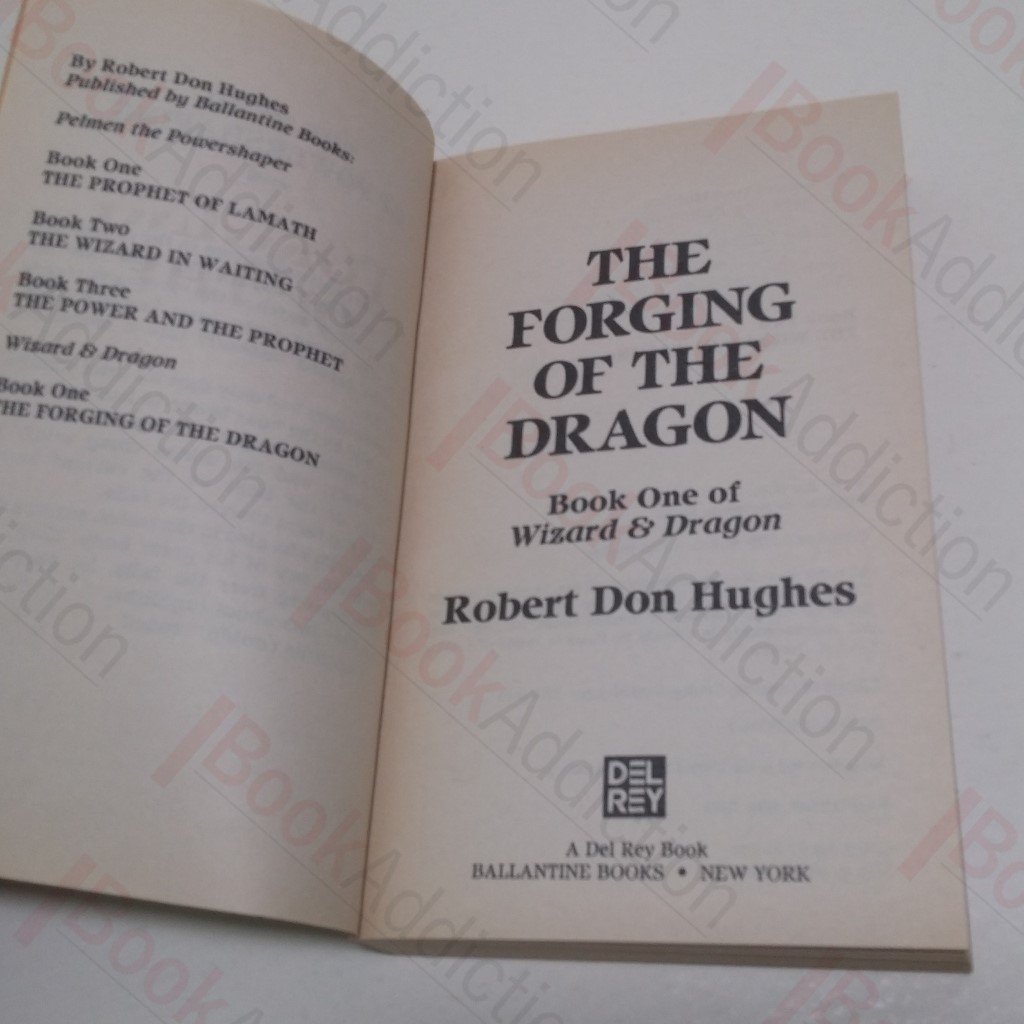 By Robert Don Hughes
Published by Ballantine Books:
Pelmen the Powershaper
Book One
THE PROPHET OF LAMATH
Book Two
THE WIZARD IN WAITING
Book Three
THE POWER AND THE PROPHET
Wizard & Dragon
Book One
THE FORGING OF THE DRAGON
THE
FORGING
OF THE
DRAGON
Book One of
Wizard & Dragon
Robert Don Hughes
DEL
REY
A Del Rey Book
BALLANTINE BOOKS • NEW YORK
BookAddiction